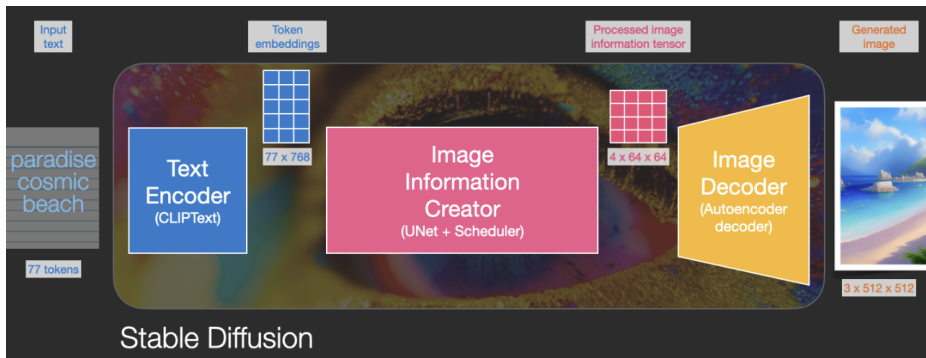 Input
text
Token
embeddings
Processed image
information tensor
Generated
image
paradise
cosmic
beach
77 tokens
Text
Encoder
(CLIPText)
77 x 768
Image
Information
Creator
(UNet + Scheduler)
4 x 64 x 64
Image
Decoder
(Autoencoder
decoder)
3 x 512 x 512
Stable Diffusion